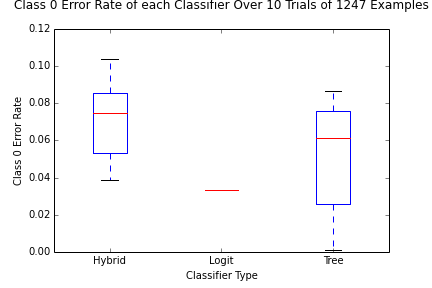 Class 0 Error Rate of each Classifier Over 10 Trials of 1247 Examples
0.12
0.10
0.08
0.06
0.04
0.02
0.00
Class 0 Error Rate
Hybrid Logit Tree
Classifier Type